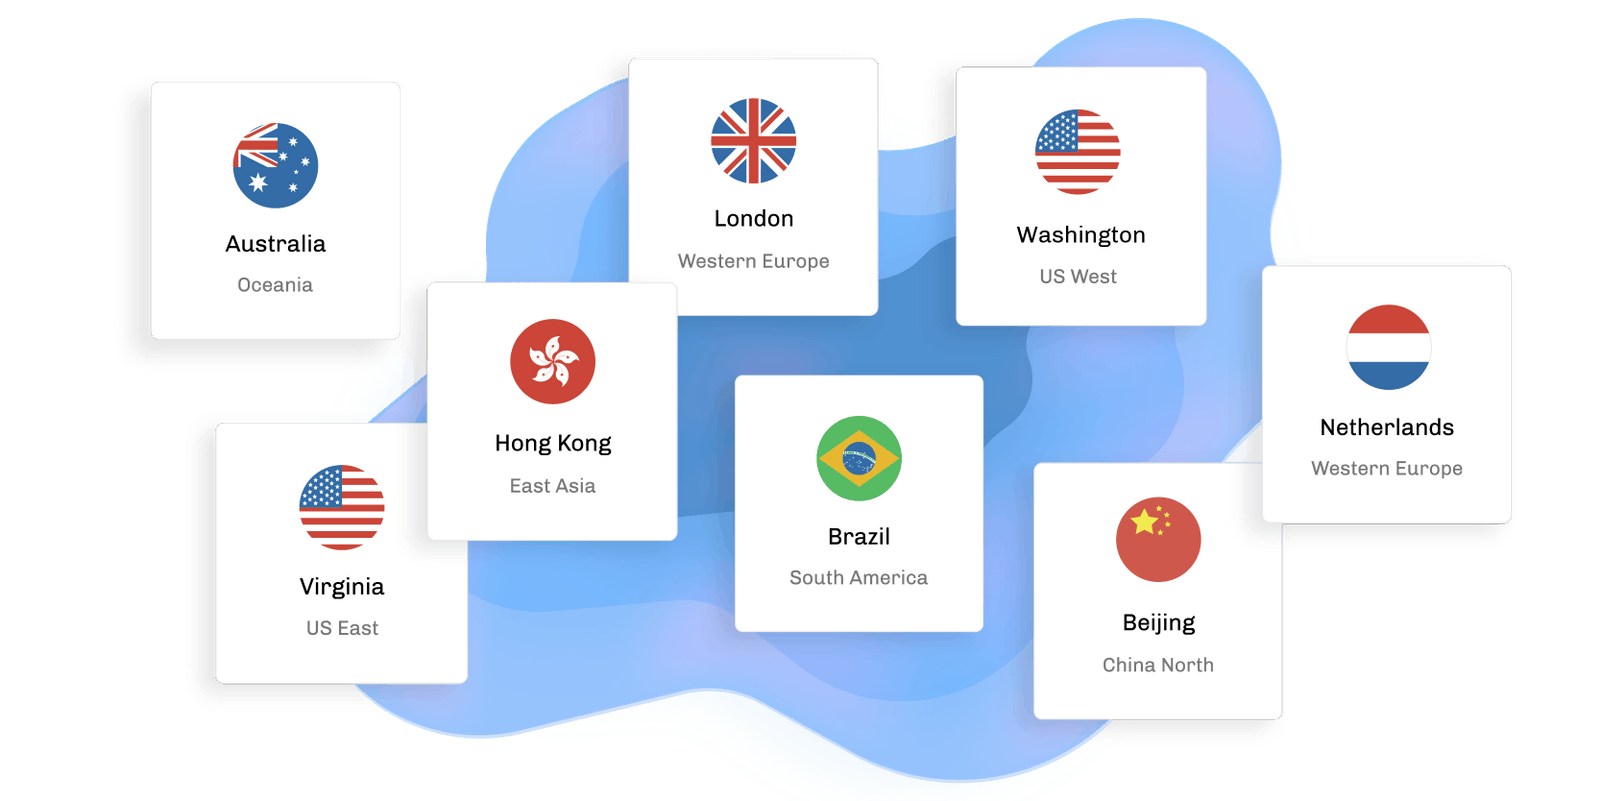 Australia
Oceania
London
Western Europe
Washington
US West
Hong Kong
East Asia
Netherlands
Western Europe
Virginia
US East
Brazil
South America
Beijing
China North